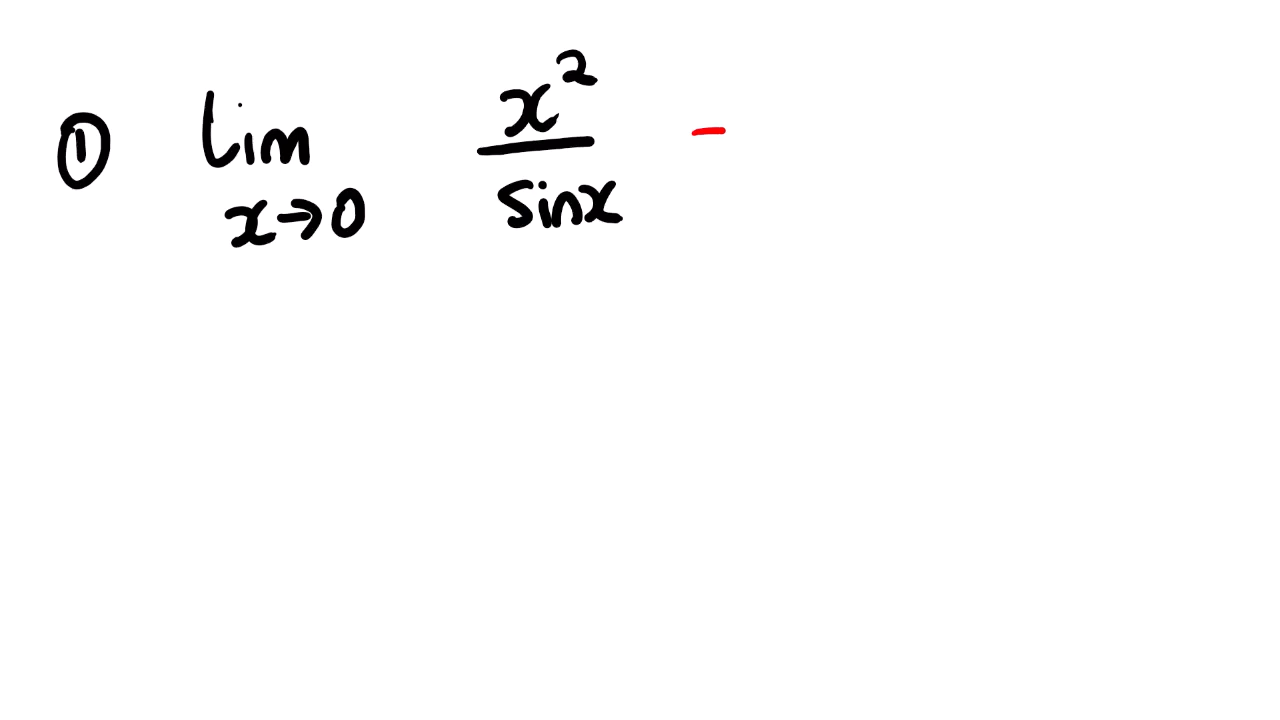 ① lim x→0 x²/sinx -